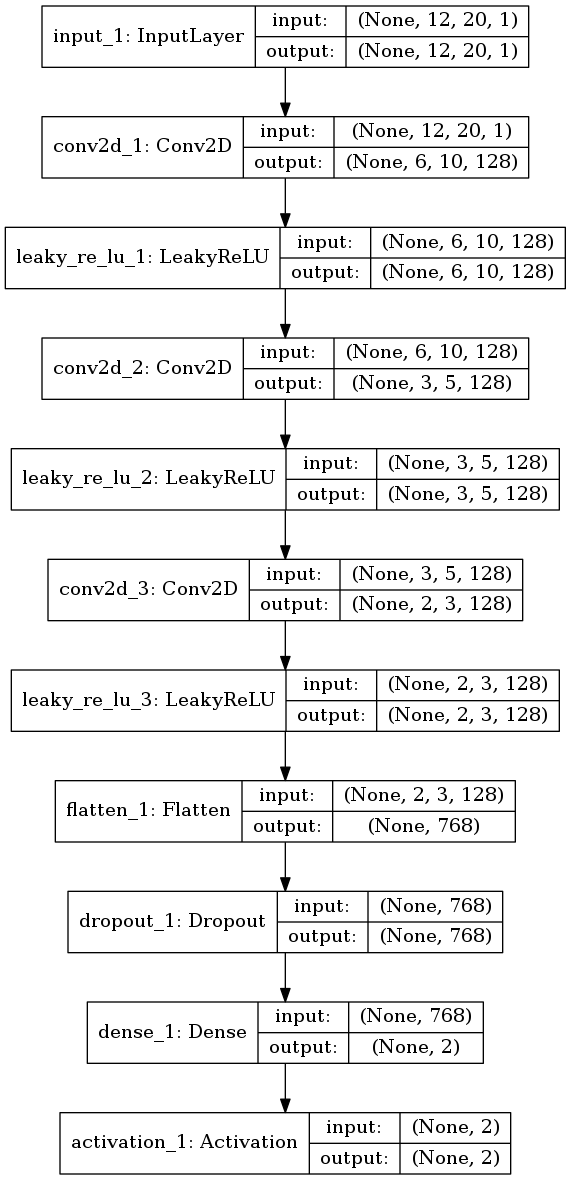 input_1: InputLayer
input: (None, 12, 20, 1)
output: (None, 12, 20, 1)
conv2d_1: Conv2D
input: (None, 12, 20, 1)
output: (None, 6, 10, 128)
leaky_re_lu_1: LeakyReLU
input: (None, 6, 10, 128)
output: (None, 6, 10, 128)
conv2d_2: Conv2D
input: (None, 6, 10, 128)
output: (None, 3, 5, 128)
leaky_re_lu_2: LeakyReLU
input: (None, 3, 5, 128)
output: (None, 3, 5, 128)
conv2d_3: Conv2D
input: (None, 3, 5, 128)
output: (None, 2, 3, 128)
leaky_re_lu_3: LeakyReLU
input: (None, 2, 3, 128)
output: (None, 2, 3, 128)
flatten_1: Flatten
input: (None, 2, 3, 128)
output: (None, 768)
dropout_1: Dropout
input: (None, 768)
output: (None, 768)
dense_1: Dense
input: (None, 768)
output: (None, 2)
activation_1: Activation
input: (None, 2)
output: (None, 2)